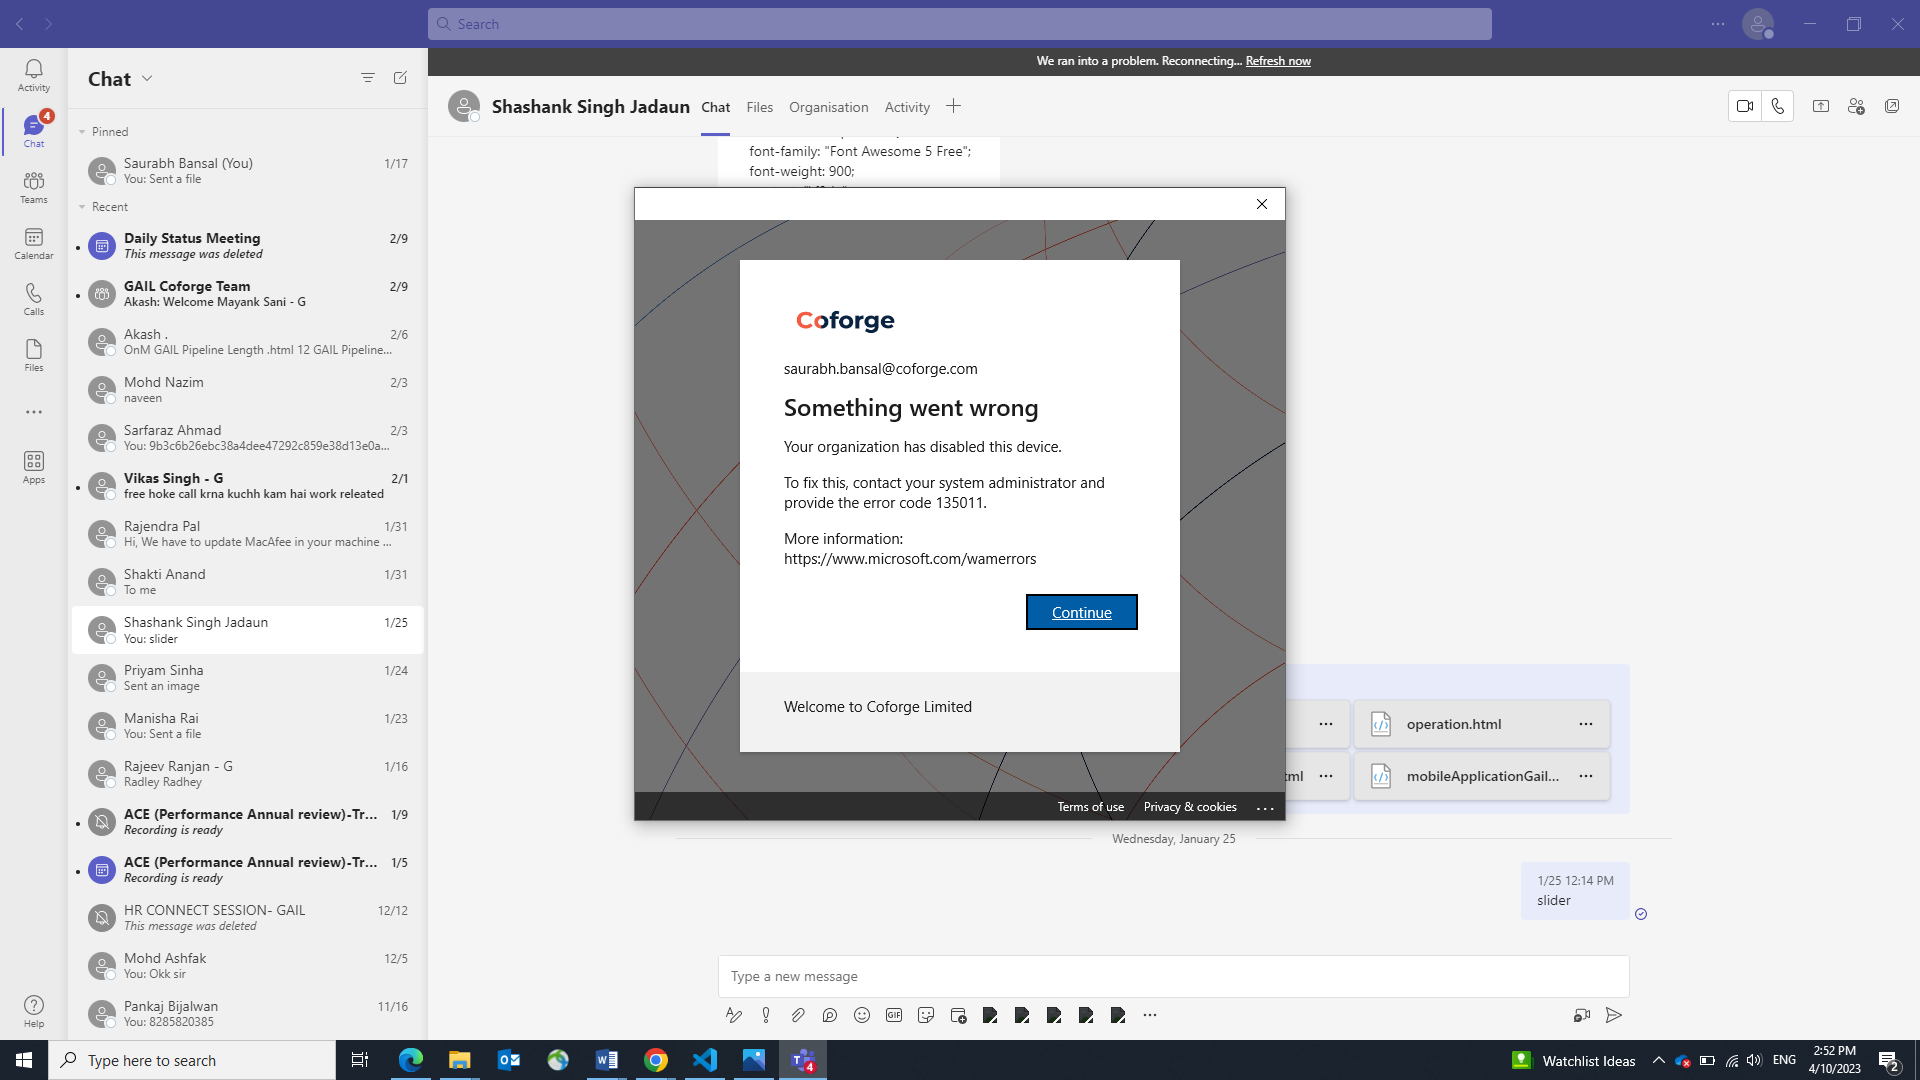 Search
We ran into a problem. Reconnecting... Refresh now
Activity
4
Chat
Teams
Calendar
Calls
Files
Apps
Help
Chat
Pinned
Saurabh Bansal (You) 1/17
You: Sent a file
Recent
Daily Status Meeting 2/9
This message was deleted
GAIL Coforge Team 2/9
Akash: Welcome Mayank Sani - G
Akash . 2/6
OnM GAIL Pipeline Length .html 12 GAIL Pipeline...
Mohd Nazim 2/3
naveen
Sarfaraz Ahmad 2/3
You: 9b3c6b26ebc38a4dee47292c859e38d13e0a...
Vikas Singh - G 2/1
free hoke call krna kuchh kam hai work releated
Rajendra Pal 1/31
Hi, We have to update MacAfee in your machine ...
Shakti Anand 1/31
To me
Shashank Singh Jadaun 1/25
You: slider
Priyam Sinha 1/24
Sent an image
Manisha Rai 1/23
You: Sent a file
Rajeev Ranjan - G 1/16
Radley Radhey
ACE (Performance Annual review)-Tr... 1/9
Recording is ready
ACE (Performance Annual review)-Tr... 1/5
Recording is ready
HR CONNECT SESSION- GAIL 12/12
This message was deleted
Mohd Ashfak 12/5
You: Okk sir
Pankaj Bijalwan 11/16
You: 8285820385
Shashank Singh Jadaun Chat Files Organisation Activity
font-family: "Font Awesome 5 Free";
font-weight: 900;
Coforge
saurabh.bansal@coforge.com
Something went wrong
Your organization has disabled this device.
To fix this, contact your system administrator and
provide the error code 135011.
More information:
https://www.microsoft.com/wamerrors
Continue
Welcome to Coforge Limited
Terms of use Privacy & cookies ...
operation.html
mobileApplicationGail...
Wednesday, January 25
1/25 12:14 PM
slider
Type a new message
GIF
Type here to search
4
Watchlist Ideas
ENG
2:52 PM
4/10/2023
2